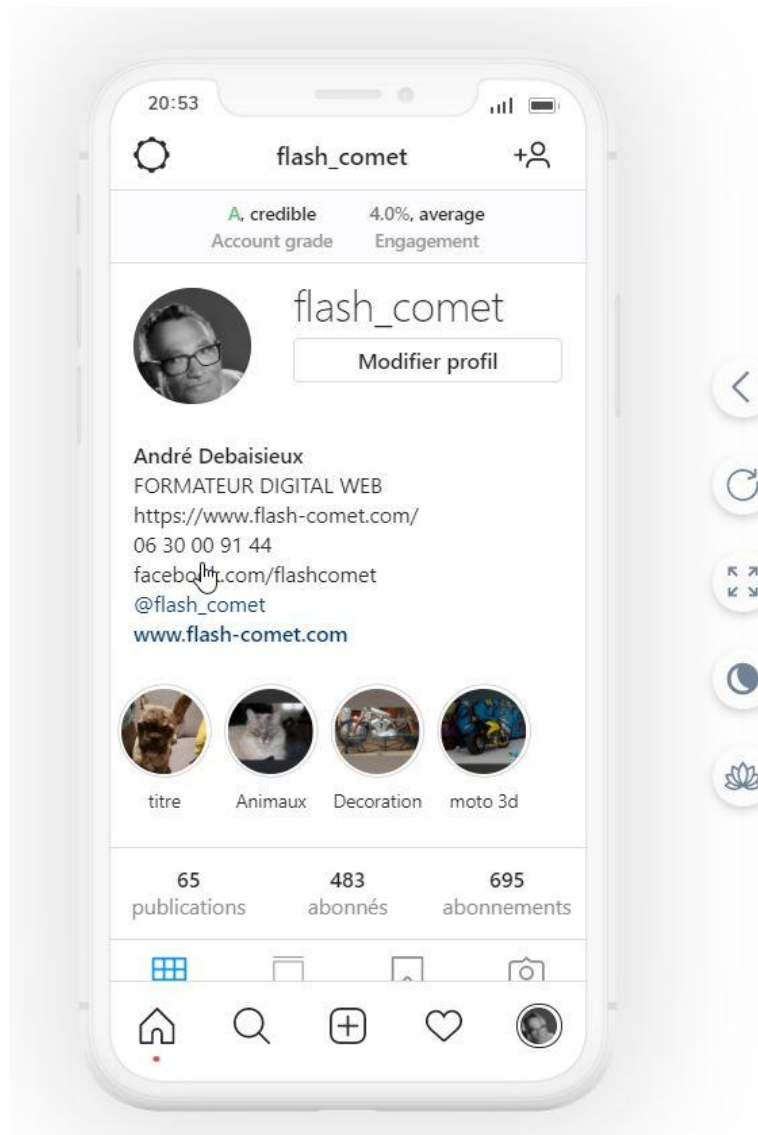 20:53
flash_comet
A, credible
Account grade
4.0%, average
Engagement
flash_comet
Modifier profil
André Debaisieux
FORMATEUR DIGITAL WEB
https://www.flash-comet.com/
06 30 00 91 44
facebook.com/flashcomet
@flash_comet
www.flash-comet.com
titre
Animaux
Decoration
moto 3d
65
publications
483
abonnés
695
abonnements